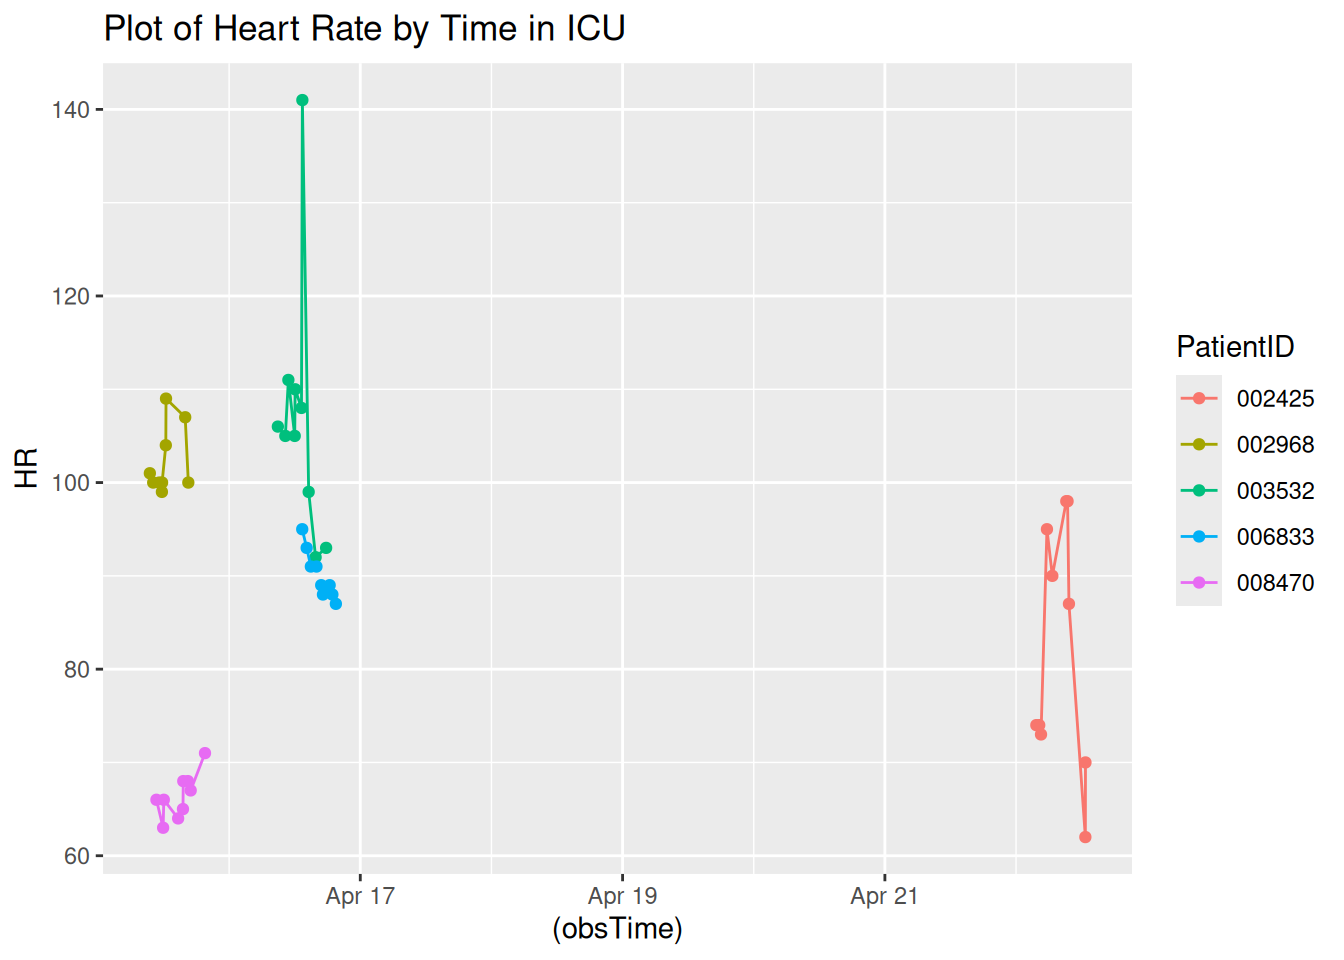 Plot of Heart Rate by Time in ICU
HR
140
120
100
80
60
Apr 17
Apr 19
Apr 21
(obsTime)
PatientID
002425
002968
003532
006833
008470